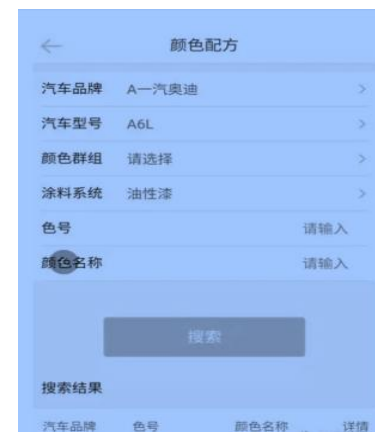 颜色配方
汽车品牌 A一汽奥迪
汽车型号 A6L
颜色群组 请选择
涂料系统 油性漆
色号 请输入
颜色名称 请输入
搜索
搜索结果
汽车品牌 色号 颜色名称 详情